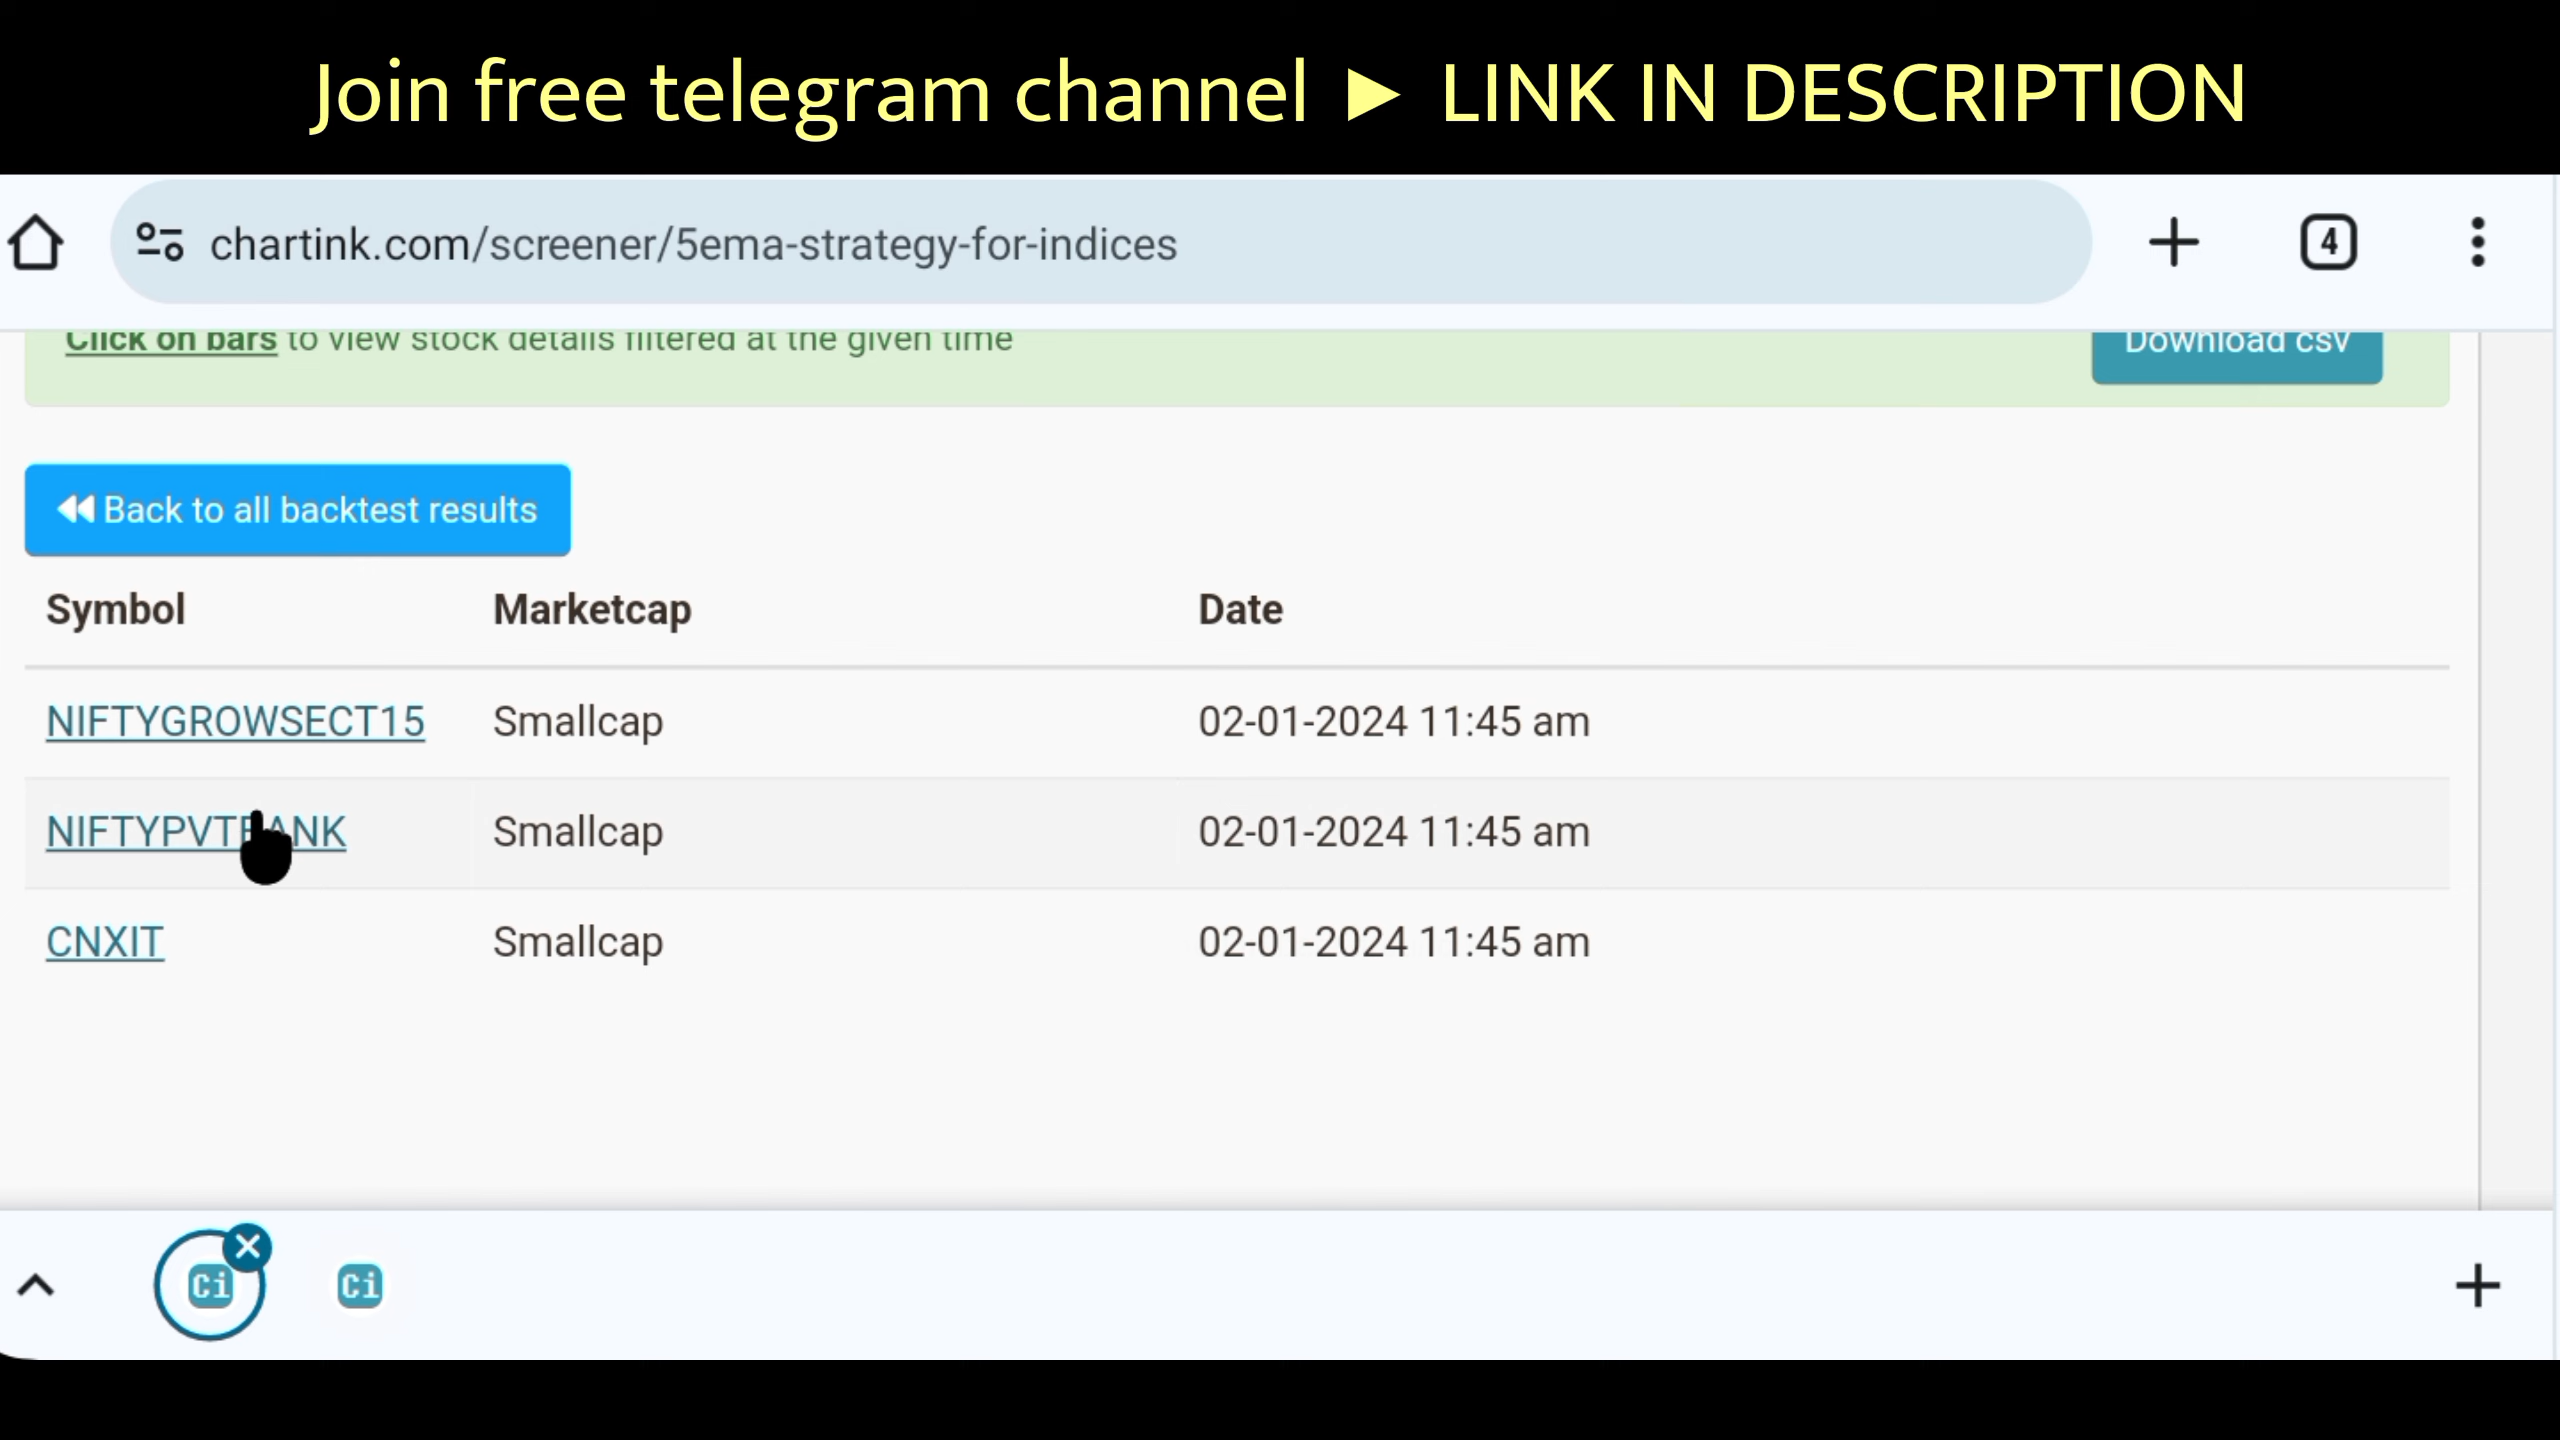 Join free telegram channel ► LINK IN DESCRIPTION
chartink.com/screener/5ema-strategy-for-indices
4
Click on bars to view stock details filtered at the given time
Download csv
Back to all backtest results
Symbol Marketcap Date
NIFTYGROWSECT15 Smallcap 02-01-2024 11:45 am
NIFTYPVTBANK Smallcap 02-01-2024 11:45 am
CNXIT Smallcap 02-01-2024 11:45 am
Ci Ci